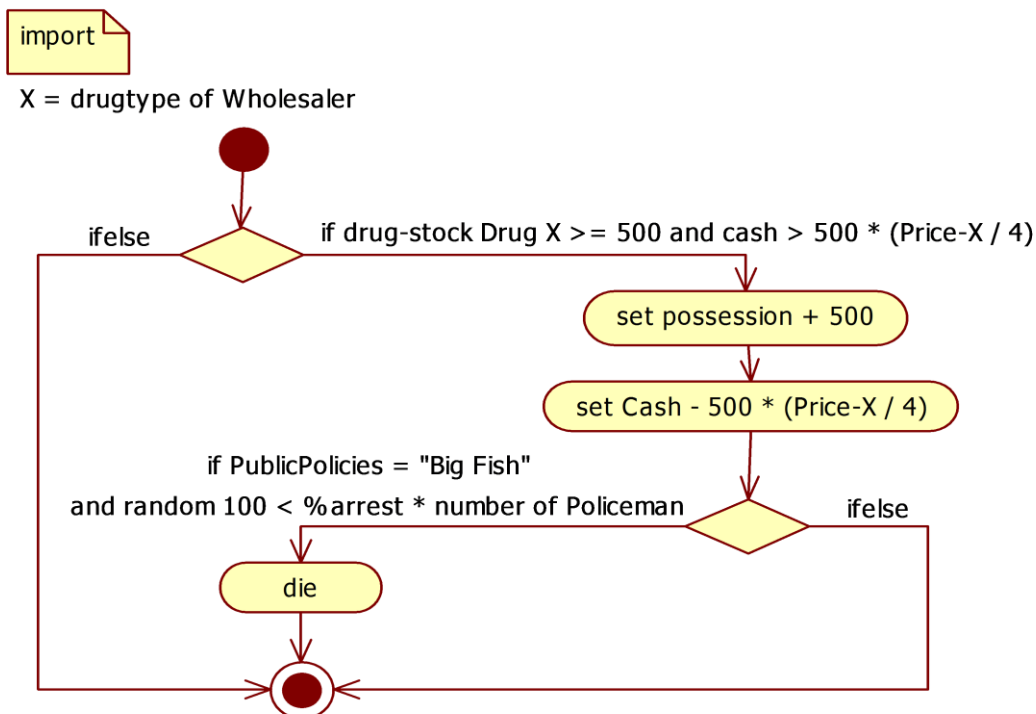 import
X = drugtype of Wholesaler
ifelse
if drug-stock Drug X >= 500 and cash > 500 * (Price-X / 4)
set possession + 500
set Cash - 500 * (Price-X / 4)
if PublicPolicies = "Big Fish"
and random 100 < %arrest * number of Policeman
ifelse
die